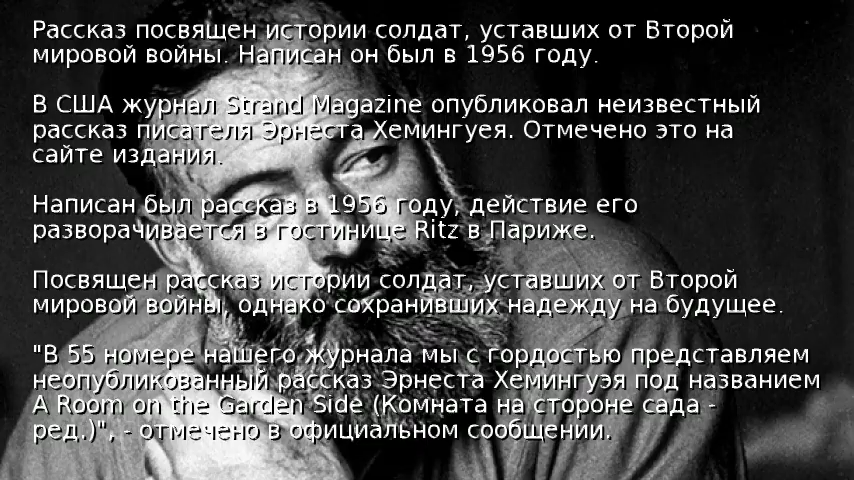 Рассказ посвящен истории солдат, уставших от Второй
мировой войны. Написан он был в 1956 году.
В США журнал Strand Magazine опубликовал неизвестный
рассказ писателя Эрнеста Хемингуея. Отмечено это на
сайте издания.
Написан был рассказ в 1956 году, действие его
разворачивается в гостинице Ritz в Париже.
Посвящен рассказ истории солдат, уставших от Второй
мировой войны, однако сохранивших надежду на будущее.
"В 55 номере нашего журнала мы с гордостью представляем
неопубликованный рассказ Эрнеста Хемингуэя под названием
A Room on the Garden Side (Комната на стороне сада -
ред.)", - отмечено в официальном сообщении.